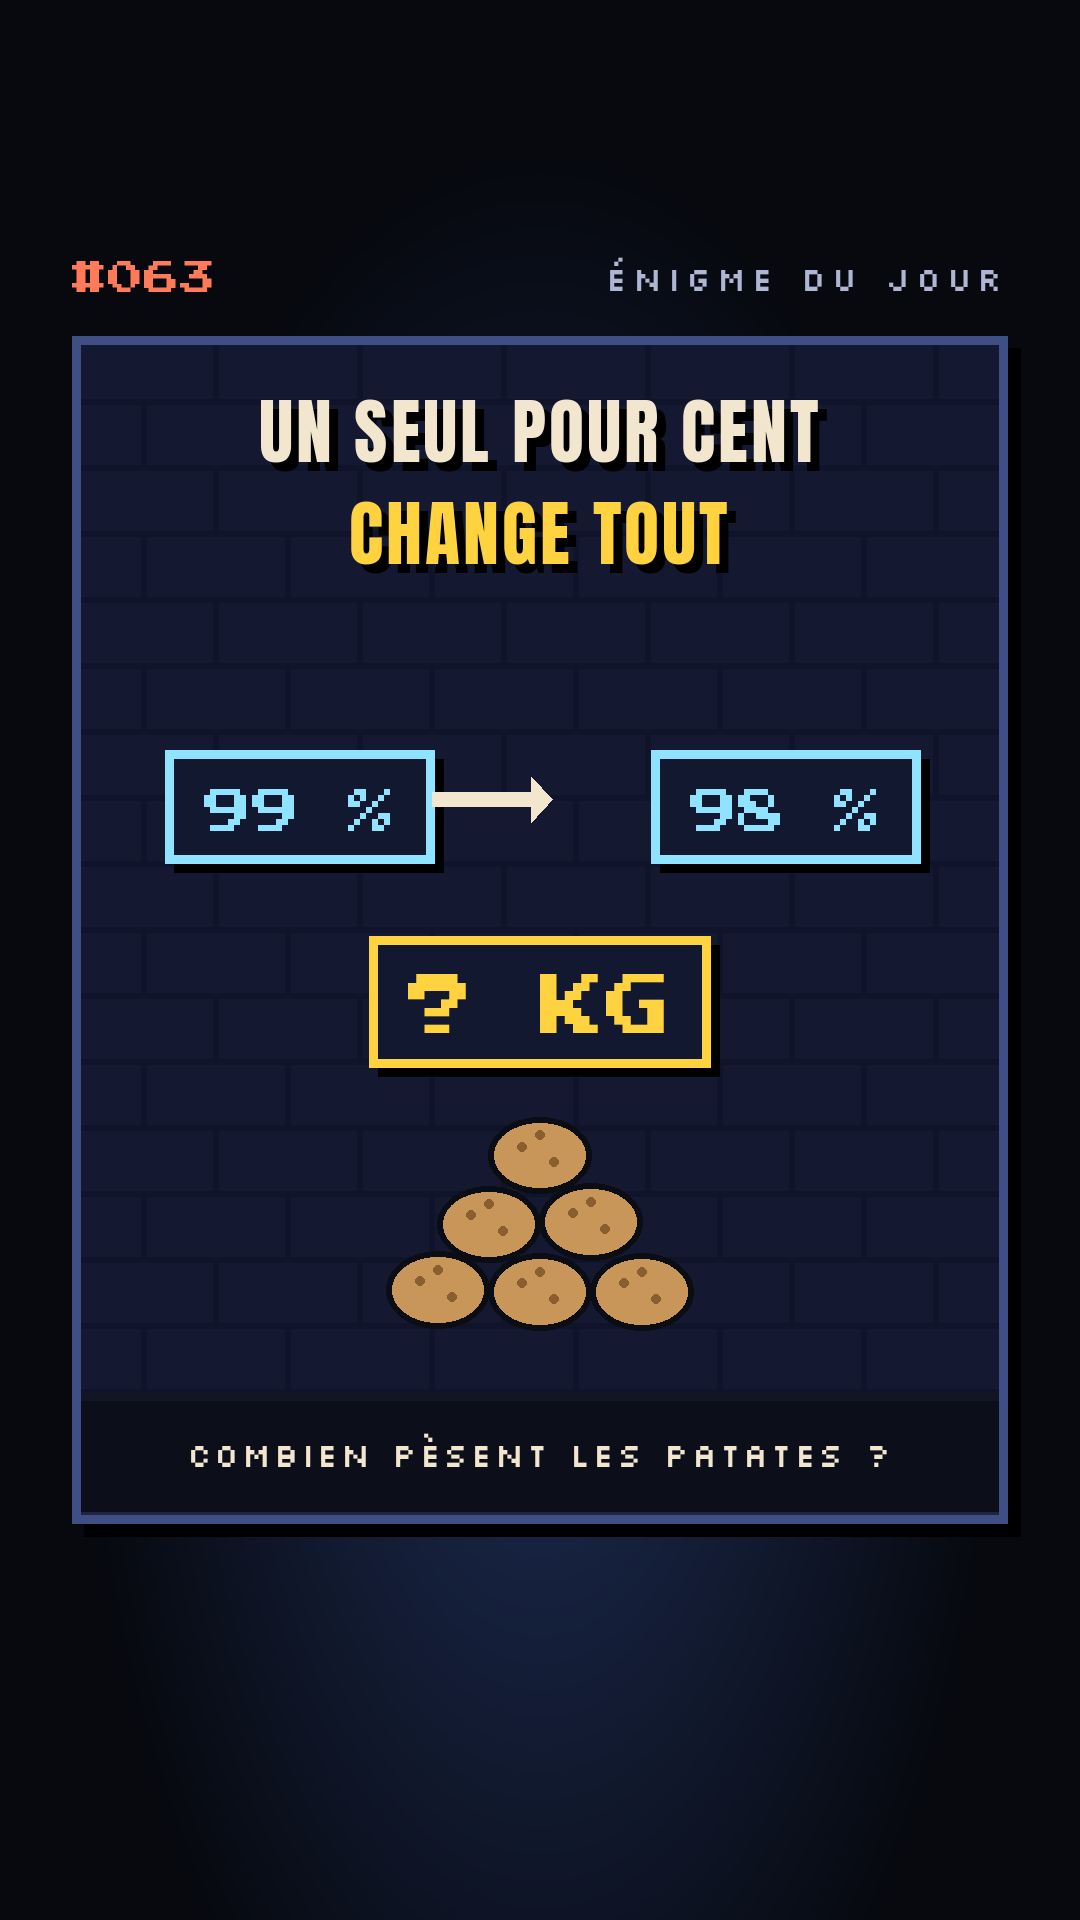 #063
ÉNIGME DU JOUR
UN SEUL POUR CENT
CHANGE TOUT
99 %
98 %
? KG
COMBIEN PÈSENT LES PATATES ?